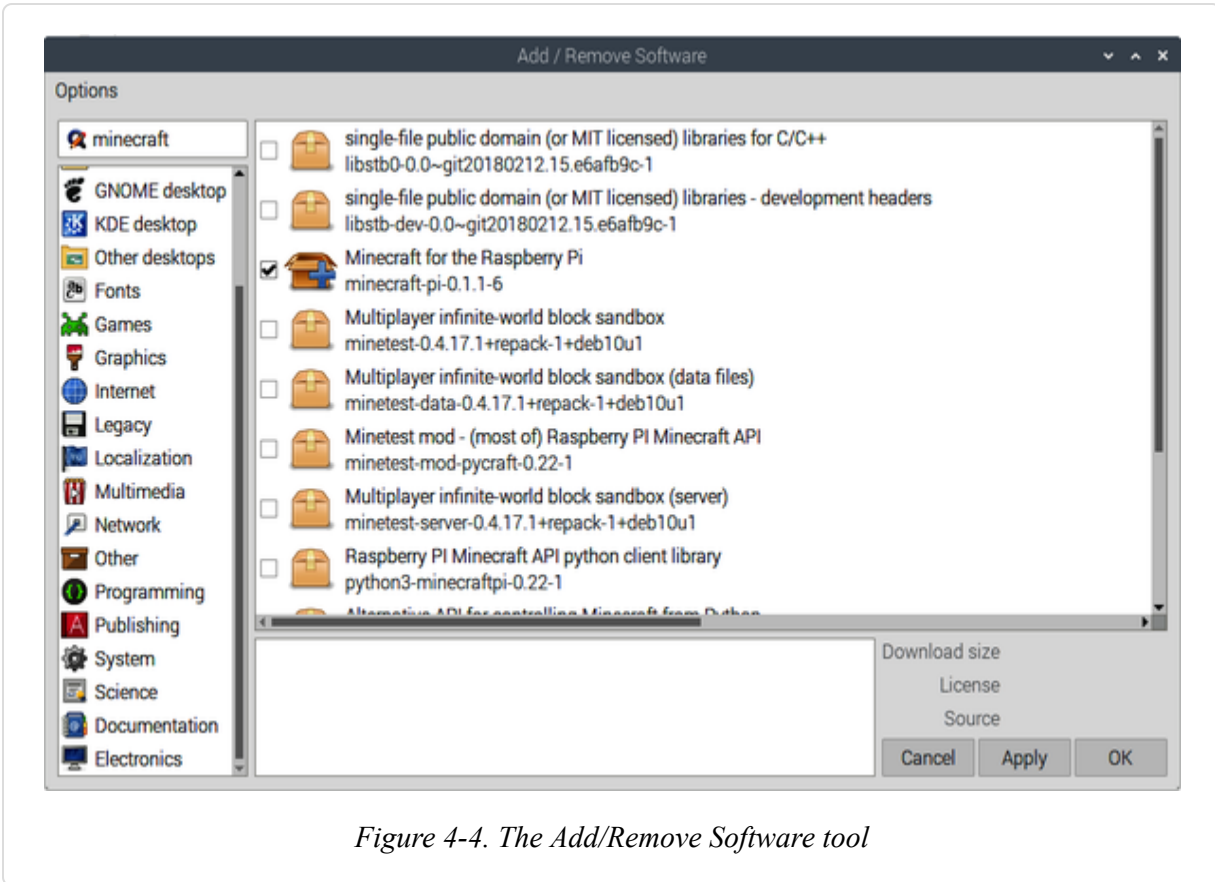 Add / Remove Software
Options
minecraft
GNOME desktop
KDE desktop
Other desktops
Fonts
Games
Graphics
Internet
Legacy
Localization
Multimedia
Network
Other
Programming
Publishing
System
Science
Documentation
Electronics
single-file public domain (or MIT licensed) libraries for C/C++
libstb0-0.0~git20180212.15.e6afb9c-1
single-file public domain (or MIT licensed) libraries - development headers
libstb-dev-0.0~git20180212.15.e6afb9c-1
Minecraft for the Raspberry Pi
minecraft-pi-0.1.1-6
Multiplayer infinite-world block sandbox
minetest-0.4.17.1+repack-1+deb10u1
Multiplayer infinite-world block sandbox (data files)
minetest-data-0.4.17.1+repack-1+deb10u1
Minetest mod - (most of) Raspberry PI Minecraft API
minetest-mod-pycraft-0.22-1
Multiplayer infinite-world block sandbox (server)
minetest-server-0.4.17.1+repack-1+deb10u1
Raspberry PI Minecraft API python client library
python3-minecraftpi-0.22-1
Alternative API for controlling Minecraft from Python
Download size
License
Source
Cancel Apply OK
Figure 4-4. The Add/Remove Software tool